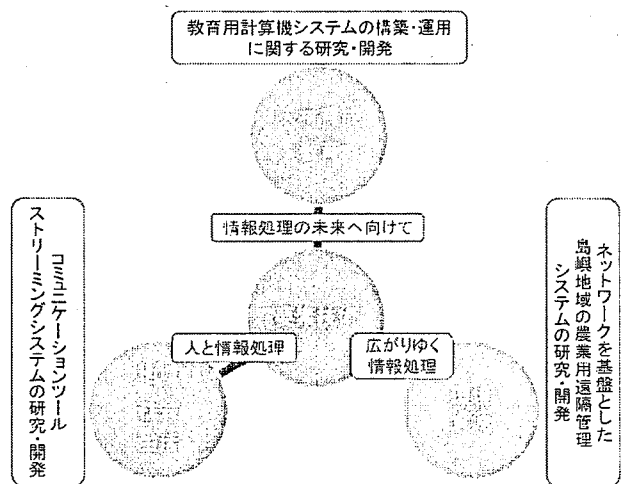 教育用計算機システムの構築・運用
に関する研究・開発
情報処理の未来へ向けて
コミュニケーションツール
ストリーミングシステムの研究・開発
人と情報処理
広がりゆく
情報処理
ネットワークを基盤とした
島嶼地域の農業用遠隔管理
システムの研究・開発